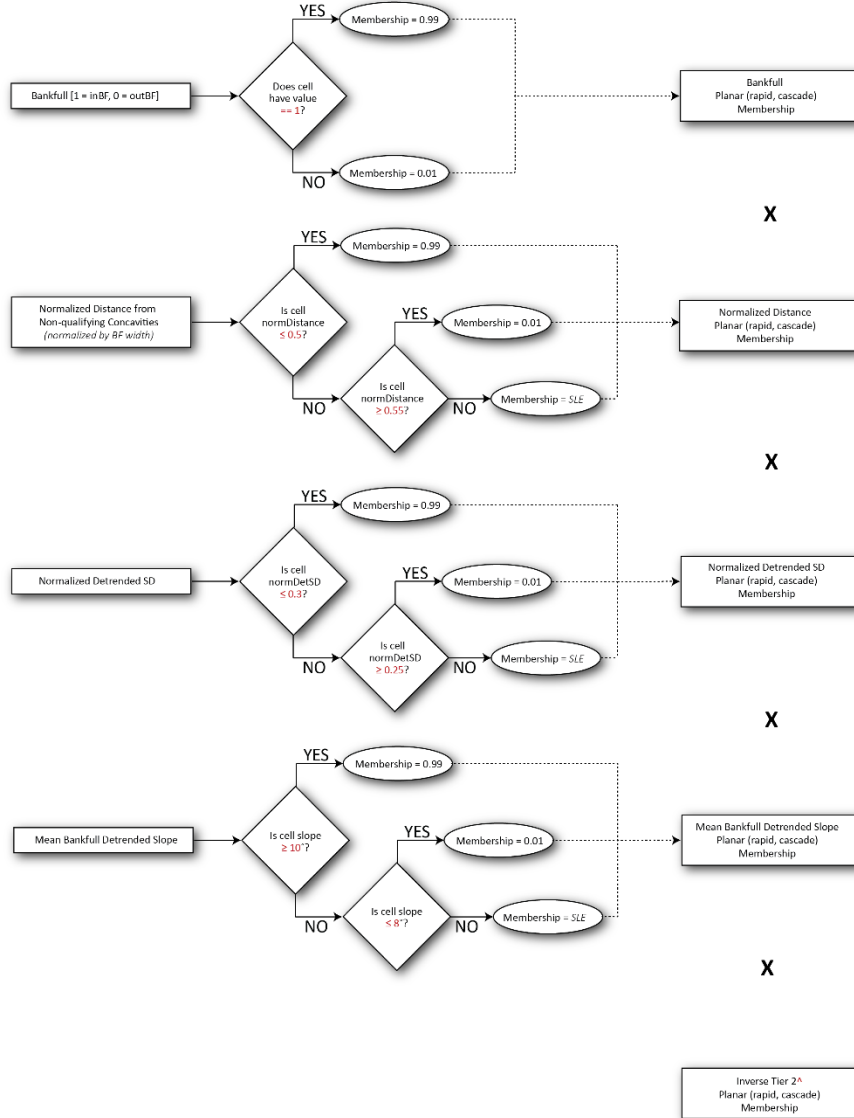 YES
Membership = 0.99
Bankfull [1 = inBF, 0 = outBF]
Does cell
have value
== 1?
Bankfull
Planar (rapid, cascade)
Membership
NO
Membership = 0.01
X
YES
Membership = 0.99
Normalized Distance from
Non-qualifying Concavities
(normalized by BF width)
Is cell
normDistance
≤ 0.5?
YES
Membership = 0.01
Normalized Distance
Planar (rapid, cascade)
Membership
NO
Is cell
normDistance
≥ 0.55?
NO
Membership = SLE
X
YES
Membership = 0.99
Normalized Detrended SD
Is cell
normDetSD
≤ 0.3?
YES
Membership = 0.01
Normalized Detrended SD
Planar (rapid, cascade)
Membership
NO
Is cell
normDetSD
≥ 0.25?
NO
Membership = SLE
X
YES
Membership = 0.99
Mean Bankfull Detrended Slope
Is cell slope
≥ 10˚?
YES
Membership = 0.01
Mean Bankfull Detrended Slope
Planar (rapid, cascade)
Membership
NO
Is cell slope
≤ 8˚?
NO
Membership = SLE
X
Inverse Tier 2^
Planar (rapid, cascade)
Membership